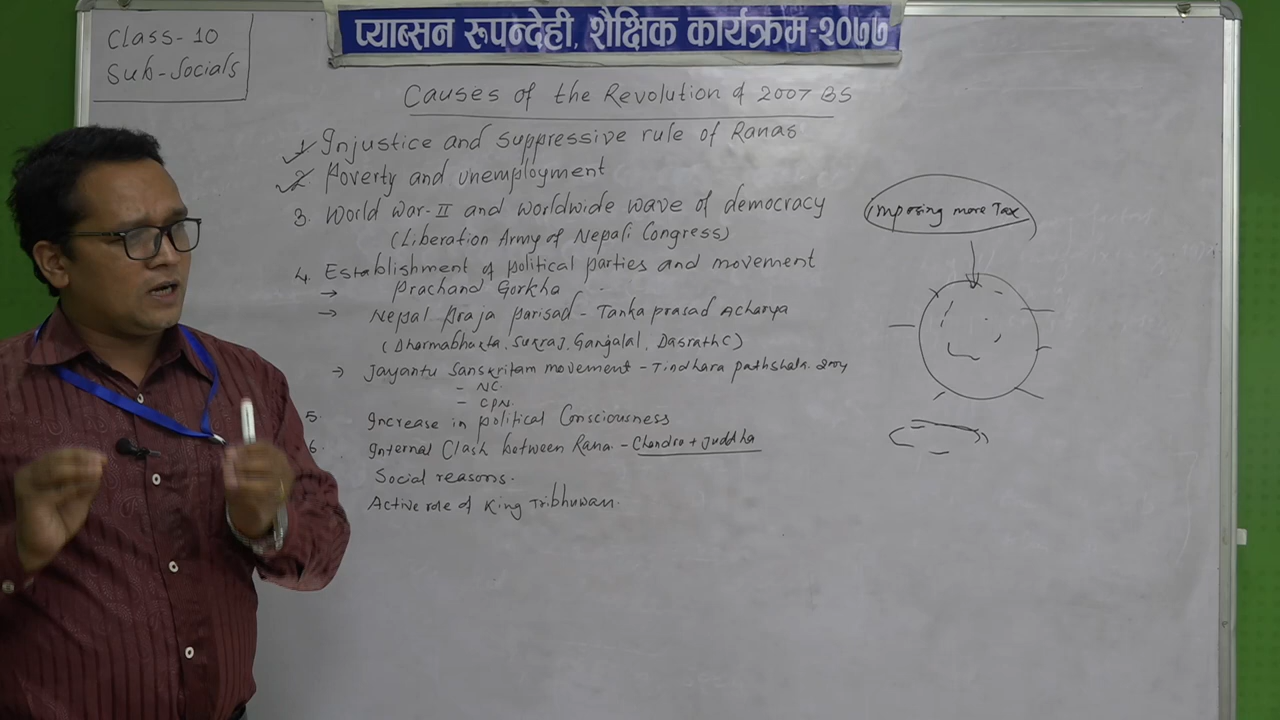 प्याब्सन रूपन्देही, शैक्षिक कार्यक्रम-२०७७
Class-10
Sub-Socials
Causes of the Revolution of 2007 BS
1. Injustice and suppressive rule of Ranas
2. Poverty and unemployment
3. World War-II and worldwide wave of democracy
(Liberation Army of Nepali Congress)
4. Establishment of political parties and movement
→ Prachand Gorkha
→ Nepal Praja Parisad - Tanka prasad Acharya
(Dharmabhakta, Sukraj, Gangalal, Dasrath C)
→ Jayantu Sanskritam movement - Tindhara pathshala. 2004
- NC.
- CPN.
5. Increase in political Consciousness
6. Internal Clash between Rana - Chandra + Juddha
Social reasons.
Active role of King Tribhuwan.
Imposing more Tax